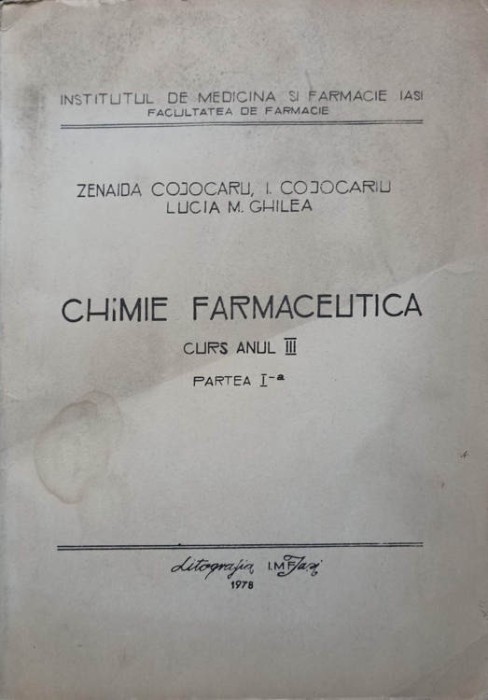 INSTITUTUL DE MEDICINA SI FARMACIE IASI
FACULTATEA DE FARMACIE
ZENAIDA COJOCARU, I. COJOCARIU
LUCIA M. GHILEA
CHiMIE FARMACEUTICA
CURS ANUL III
PARTEA I-a
Litografia I.M.F. Iași
1978